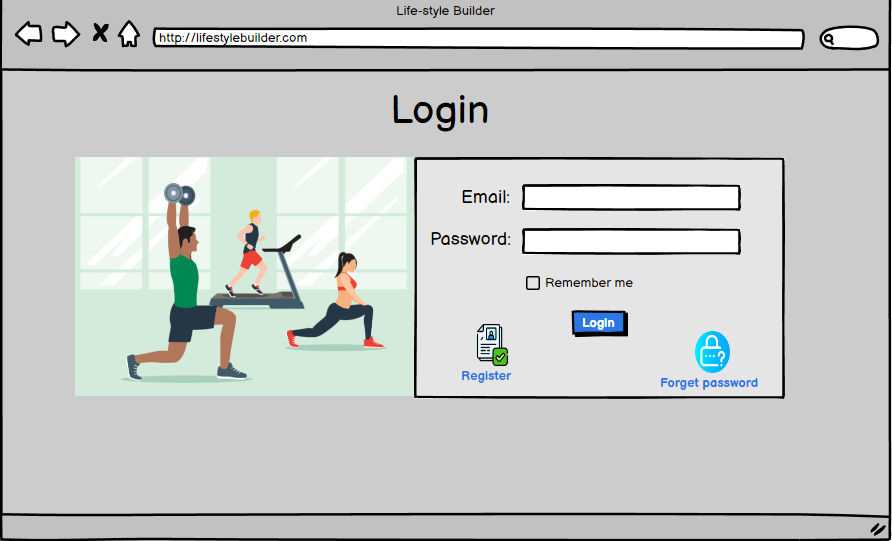 Life-style Builder
http://lifestylebuilder.com
Login
Email:
Password:
Remember me
Login
Register
Forget password